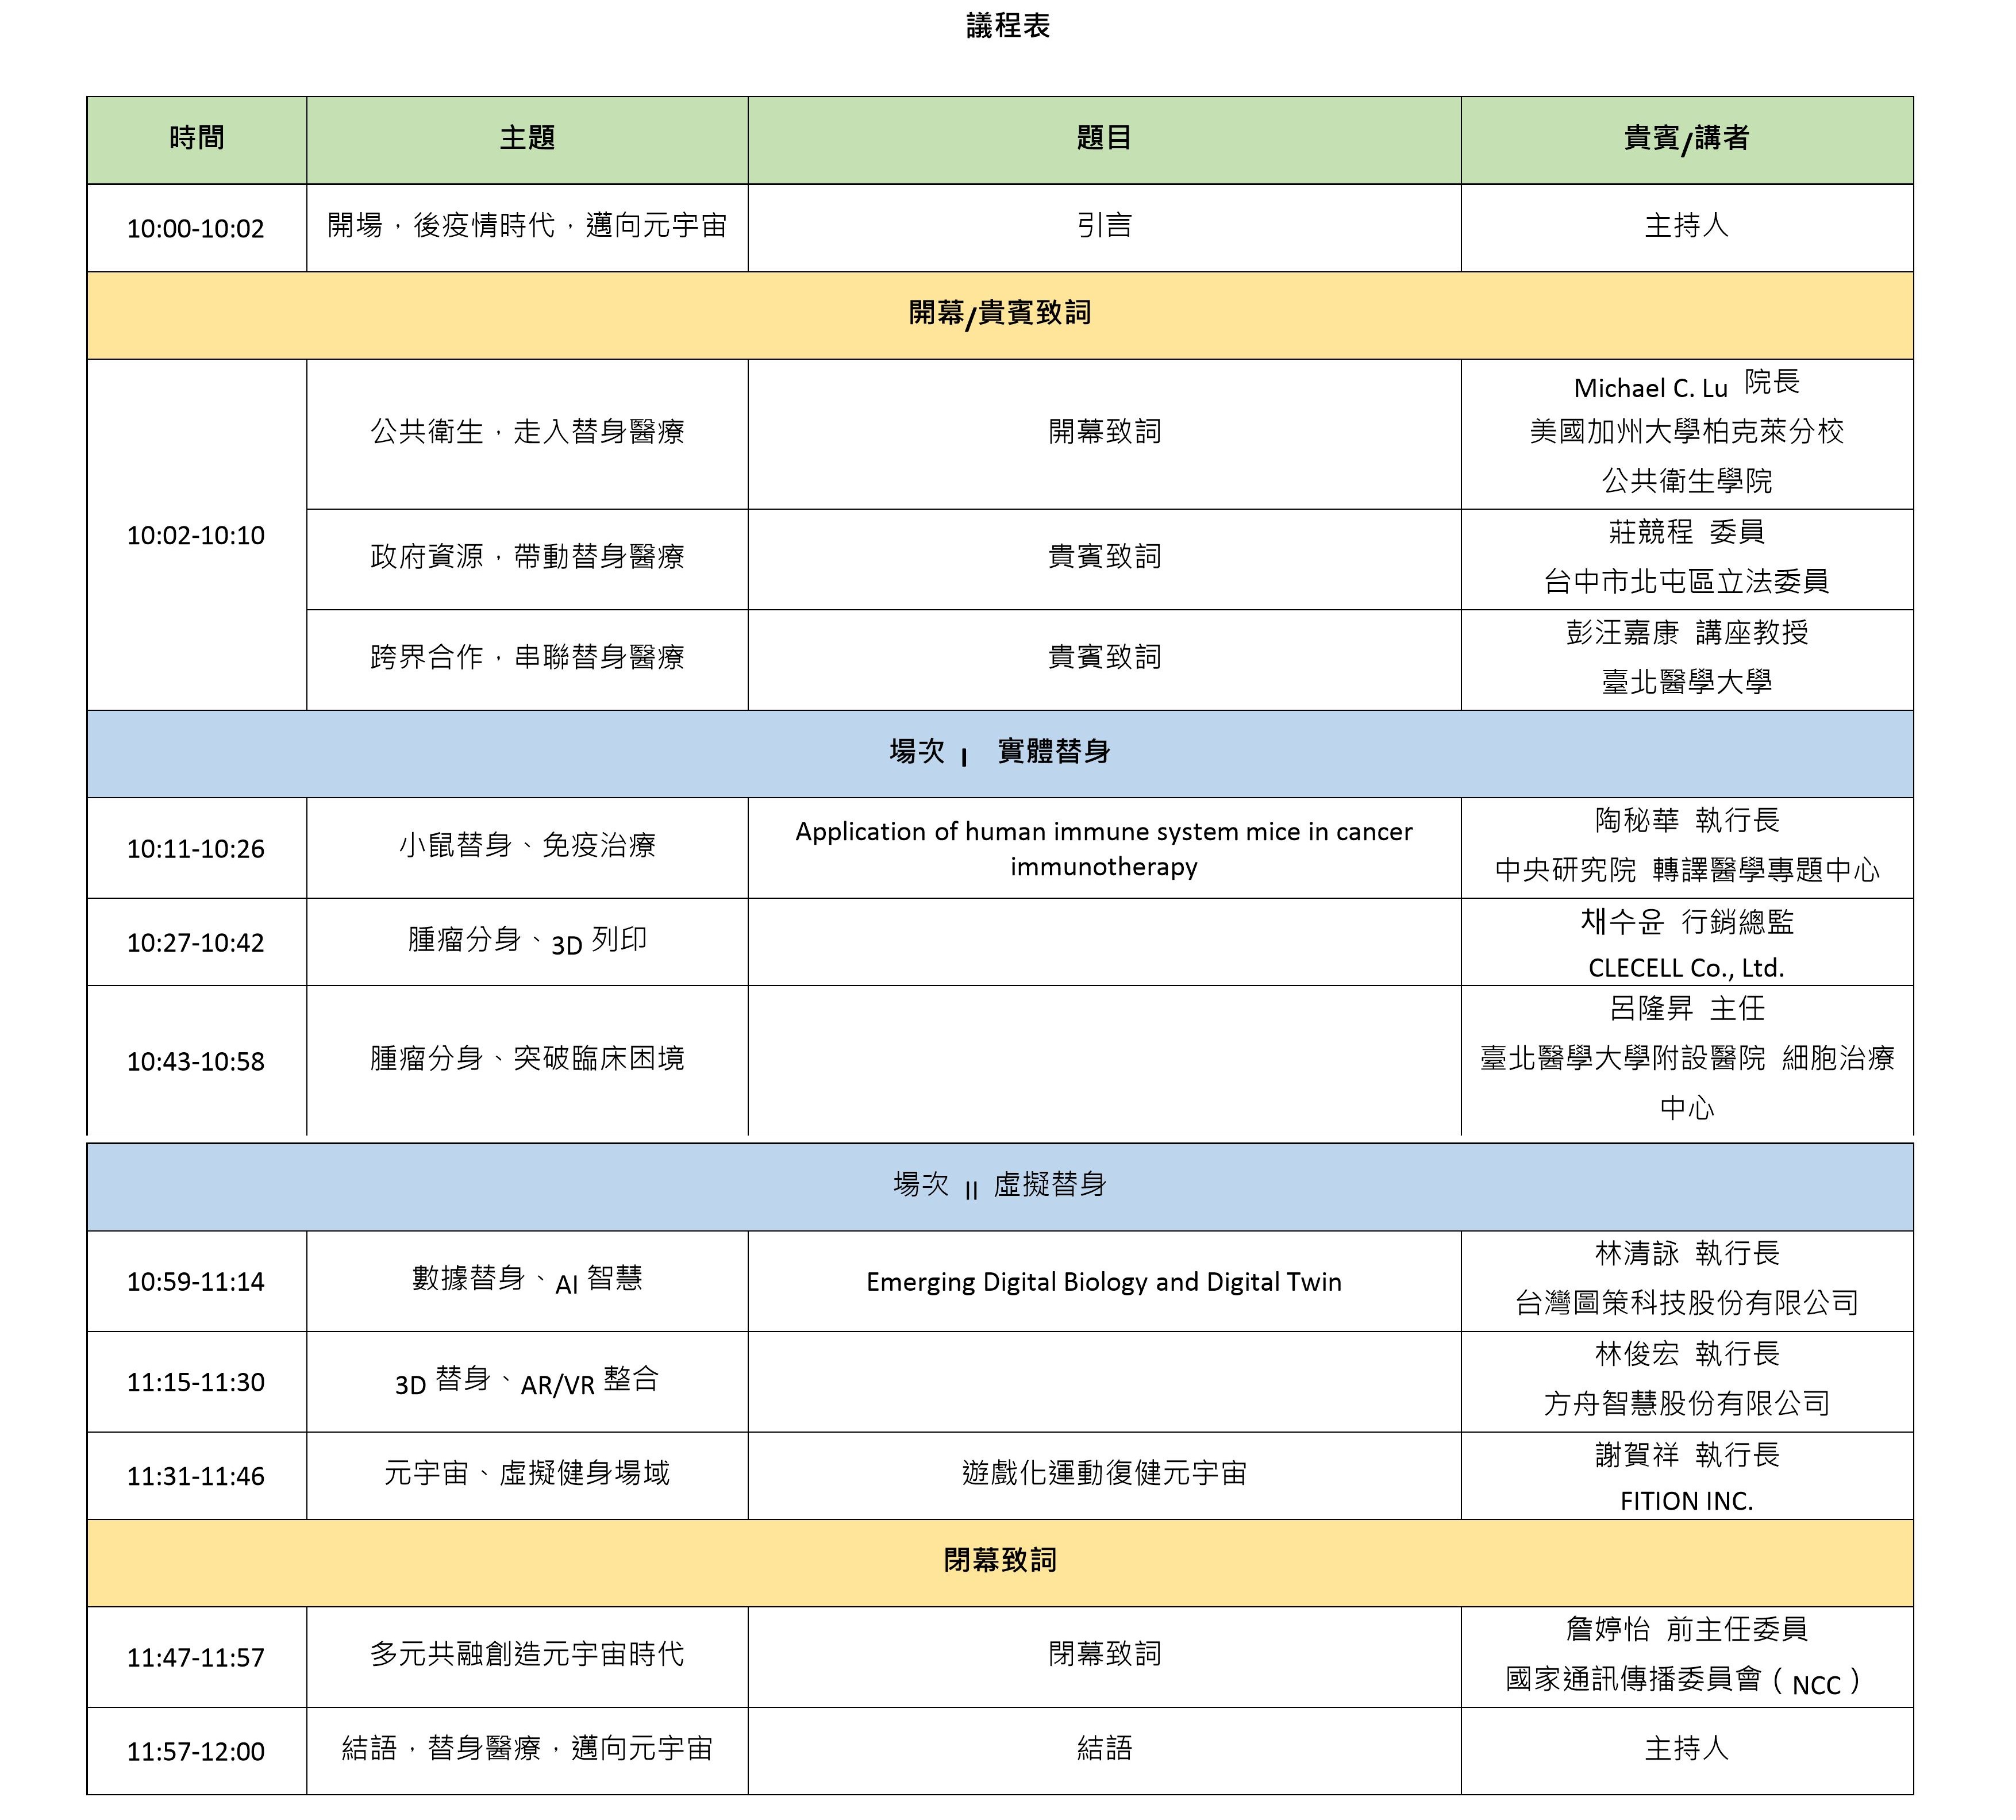 議程表
時間 主題 題目 貴賓/講者
10:00-10:02 開場，後疫情時代，邁向元宇宙 引言 主持人
開幕/貴賓致詞
10:02-10:10
公共衛生，走入替身醫療 開幕致詞
Michael C. Lu 院長
美國加州大學柏克萊分校
公共衛生學院
政府資源，帶動替身醫療 貴賓致詞
莊競程 委員
台中市北屯區立法委員
跨界合作，串聯替身醫療 貴賓致詞
彭汪嘉康 講座教授
臺北醫學大學
場次 I 實體替身
10:11-10:26 小鼠替身、免疫治療
Application of human immune system mice in cancer
immunotherapy
陶秘華 執行長
中央研究院 轉譯醫學專題中心
10:27-10:42 腫瘤分身、3D 列印
채수윤 行銷總監
CLECELL Co., Ltd.
10:43-10:58 腫瘤分身、突破臨床困境
呂隆昇 主任
臺北醫學大學附設醫院 細胞治療
中心
場次 II 虛擬替身
10:59-11:14 數據替身、AI 智慧 Emerging Digital Biology and Digital Twin
林清詠 執行長
台灣圖策科技股份有限公司
11:15-11:30 3D 替身、AR/VR 整合
林俊宏 執行長
方舟智慧股份有限公司
11:31-11:46 元宇宙、虛擬健身場域 遊戲化運動復健元宇宙
謝賀祥 執行長
FITION INC.
閉幕致詞
11:47-11:57 多元共融創造元宇宙時代 閉幕致詞
詹婷怡 前主任委員
國家通訊傳播委員會（NCC）
11:57-12:00 結語，替身醫療，邁向元宇宙 結語 主持人